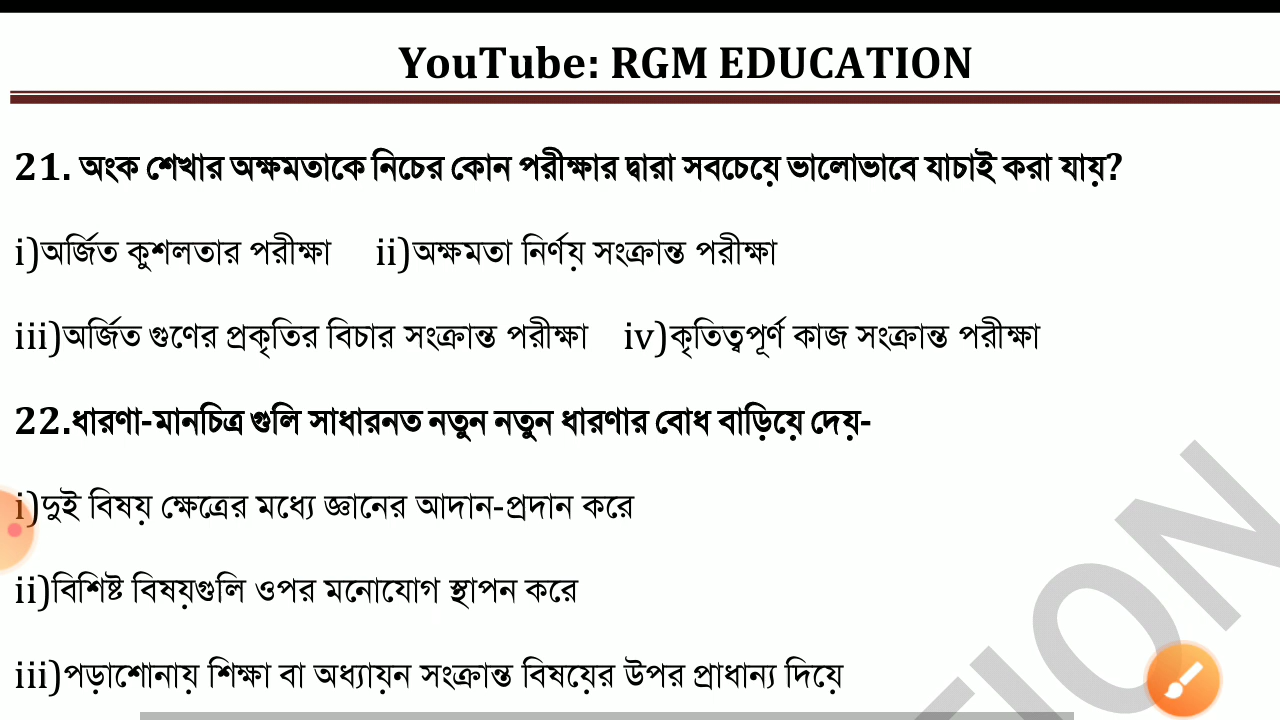 YouTube: RGM EDUCATION
21. অংক শেখার অক্ষমতাকে নিচের কোন পরীক্ষার দ্বারা সবচেয়ে ভালোভাবে যাচাই করা যায়?
i)অর্জিত কুশলতার পরীক্ষা ii)অক্ষমতা নির্ণয় সংক্রান্ত পরীক্ষা
iii)অর্জিত গুণের প্রকৃতির বিচার সংক্রান্ত পরীক্ষা iv)কৃতিত্বপূর্ণ কাজ সংক্রান্ত পরীক্ষা
22.ধারণা-মানচিত্র গুলি সাধারনত নতুন নতুন ধারণার বোধ বাড়িয়ে দেয়-
i)দুই বিষয় ক্ষেত্রের মধ্যে জ্ঞানের আদান-প্রদান করে
ii)বিশিষ্ট বিষয়গুলি ওপর মনোযোগ স্থাপন করে
iii)পড়াশোনায় শিক্ষা বা অধ্যায়ন সংক্রান্ত বিষয়ের উপর প্রাধান্য দিয়ে
TION